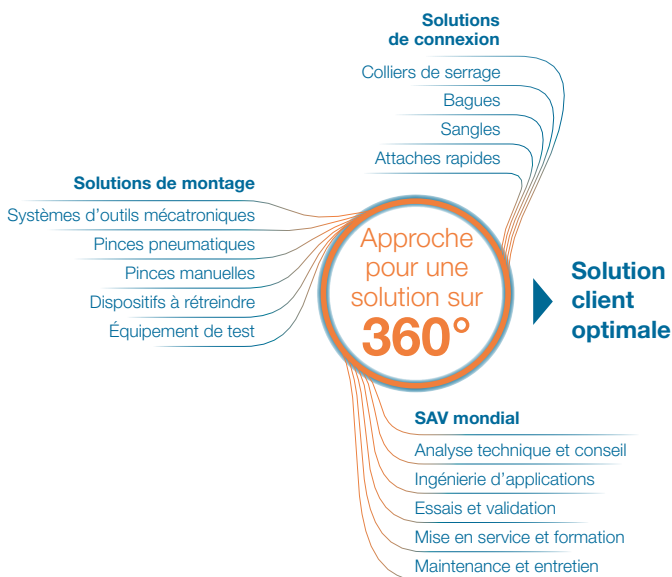 Solutions
de connexion
Colliers de serrage
Bagues
Sangles
Attaches rapides
Solutions de montage
Systèmes d’outils mécatroniques
Pinces pneumatiques
Pinces manuelles
Dispositifs à rétreindre
Équipement de test
Approche
pour une
solution sur
360°
Solution
client
optimale
SAV mondial
Analyse technique et conseil
Ingénierie d’applications
Essais et validation
Mise en service et formation
Maintenance et entretien